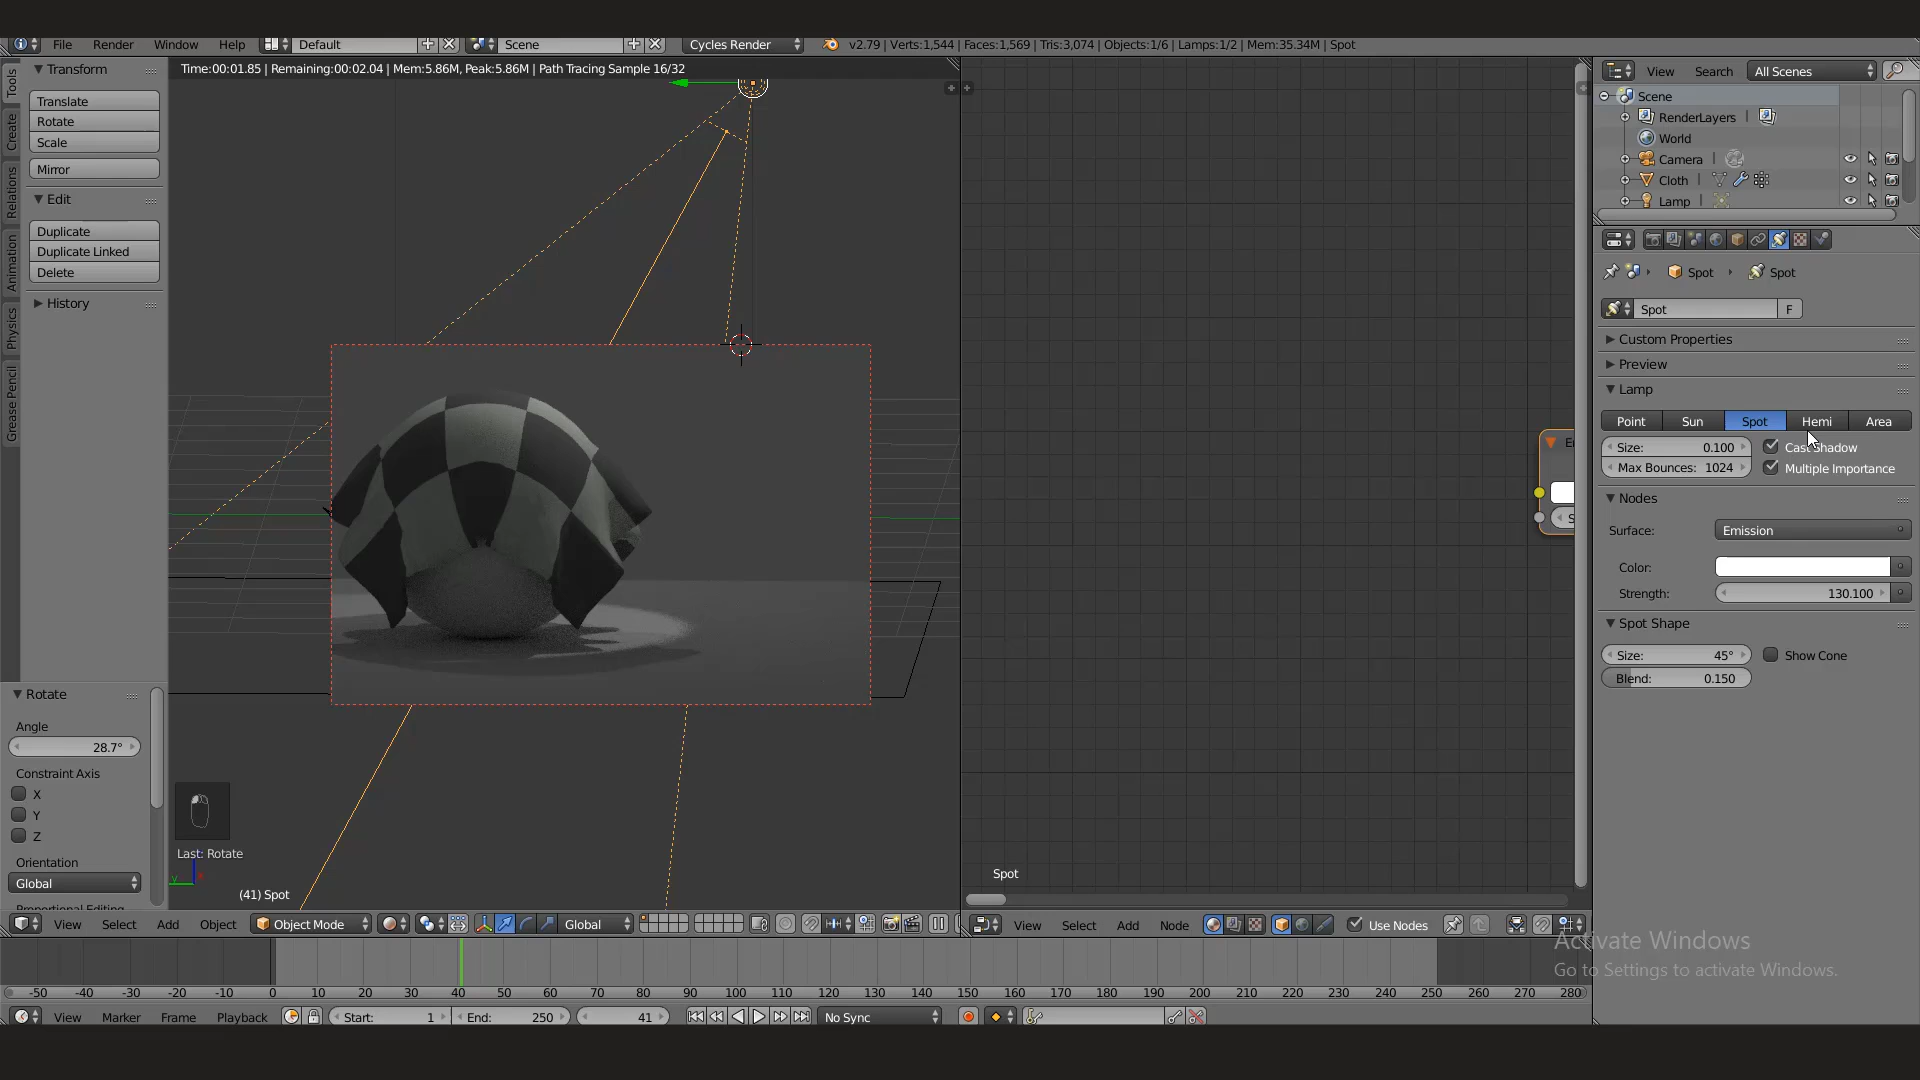 File Render Window Help Default Scene Cycles Render v2.79 | Verts:1,544 | Faces:1,569 | Tris:3,074 | Objects:1/6 | Lamps:1/2 | Mem:35.34M | Spot
Time:00:01.85 | Remaining:00:02.04 | Mem:5.86M, Peak:5.86M | Path Tracing Sample 16/32
Tools
Create
Relations
Animation
Physics
Grease Pencil
Transform
Translate
Rotate
Scale
Mirror
Edit
Duplicate
Duplicate Linked
Delete
History
Rotate
Angle
28.7°
Constraint Axis
X
Y
Z
Orientation
Global
Last: Rotate
(41) Spot
View Select Add Object Object Mode Global
Spot
View Select Add Node Use Nodes
View Search All Scenes
Scene
RenderLayers
World
Camera
Cloth
Lamp
Spot Spot
Spot F
Custom Properties
Preview
Lamp
Point Sun Spot Hemi Area
Size: 0.100 Cast Shadow
Max Bounces: 1024 Multiple Importance
Nodes
Surface: Emission
Color:
Strength: 130.100
Spot Shape
Size: 45° Show Cone
Blend: 0.150
Activate Windows
Go to Settings to activate Windows.
-50 -40 -30 -20 -10 0 10 20 30 40 50 60 70 80 90 100 110 120 130 140 150 160 170 180 190 200 210 220 230 240 250 260 270 280
View Marker Frame Playback Start: 1 End: 250 41 No Sync